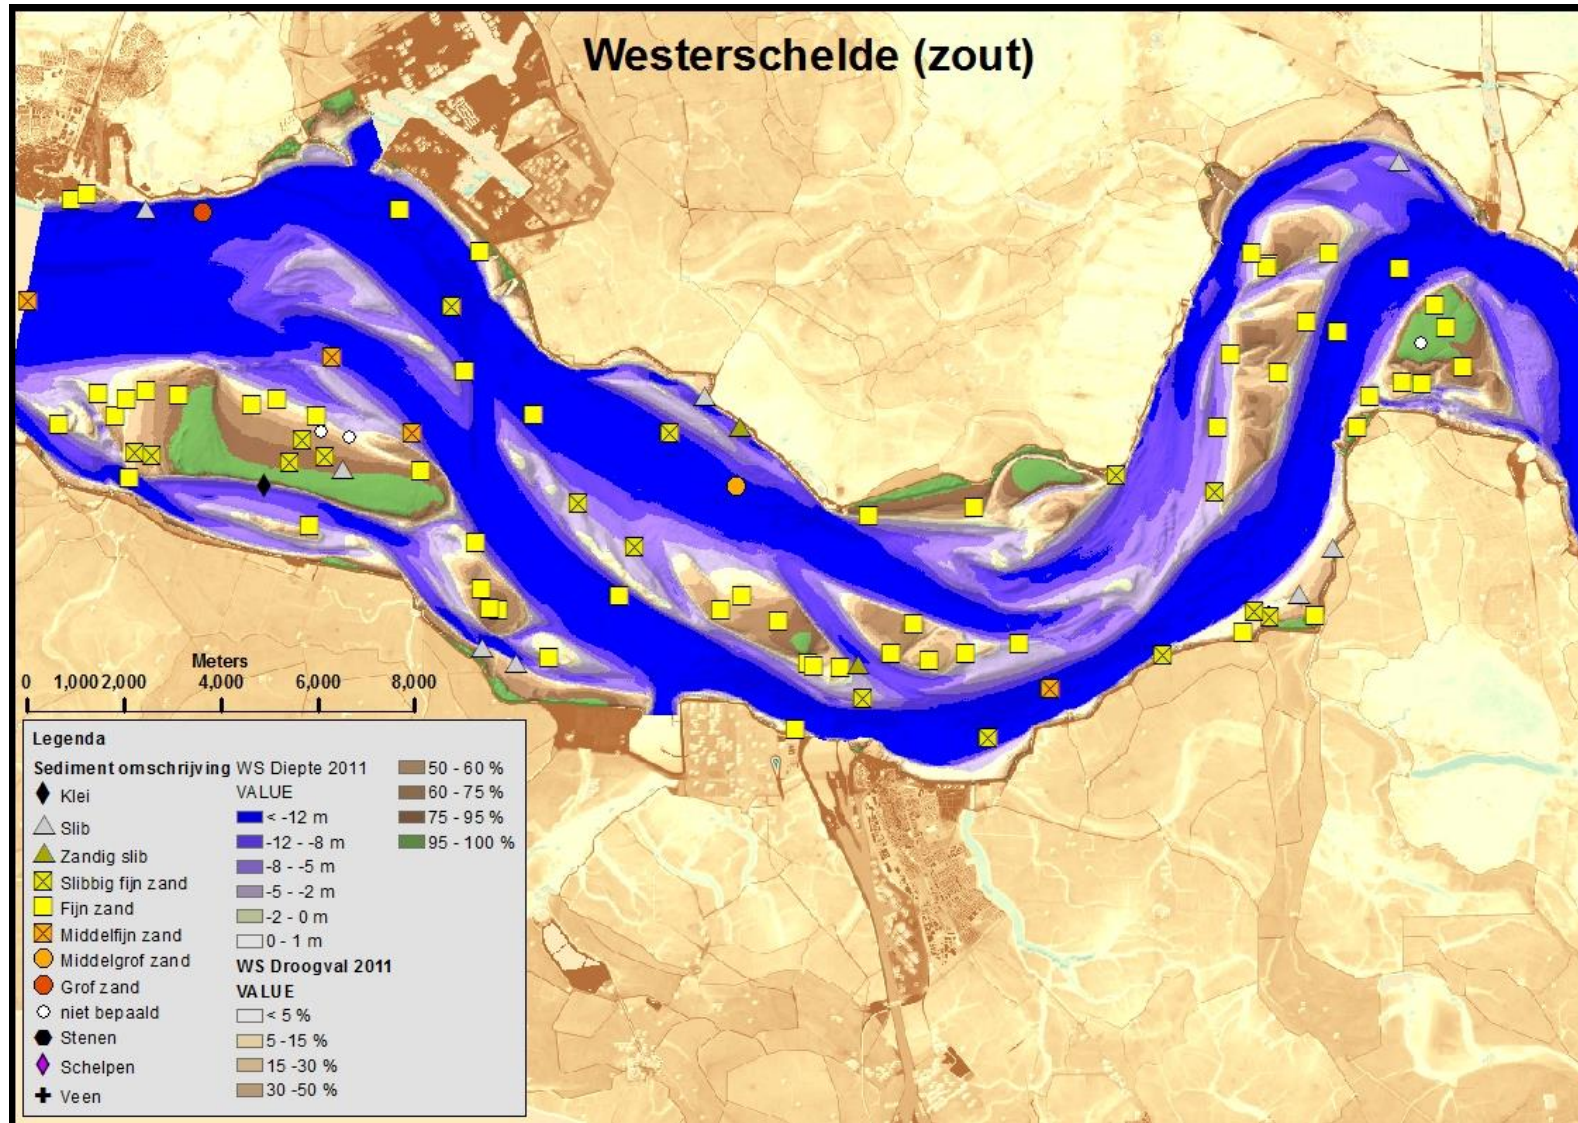 Westerschelde (zout)
Meters
0 1,000 2,000 4,000 6,000 8,000
Legenda
Sediment omschrijving
Klei
Slib
Zandig slib
Slibbig fijn zand
Fijn zand
Middelfijn zand
Middelgrof zand
Grof zand
niet bepaald
Stenen
Schelpen
Veen
WS Diepte 2011
VALUE
< -12 m
-12 - -8 m
-8 - -5 m
-5 - -2 m
-2 - 0 m
0 - 1 m
WS Droogval 2011
VALUE
< 5 %
5 - 15 %
15 - 30 %
30 -50 %
50 - 60 %
60 - 75 %
75 - 95 %
95 - 100 %